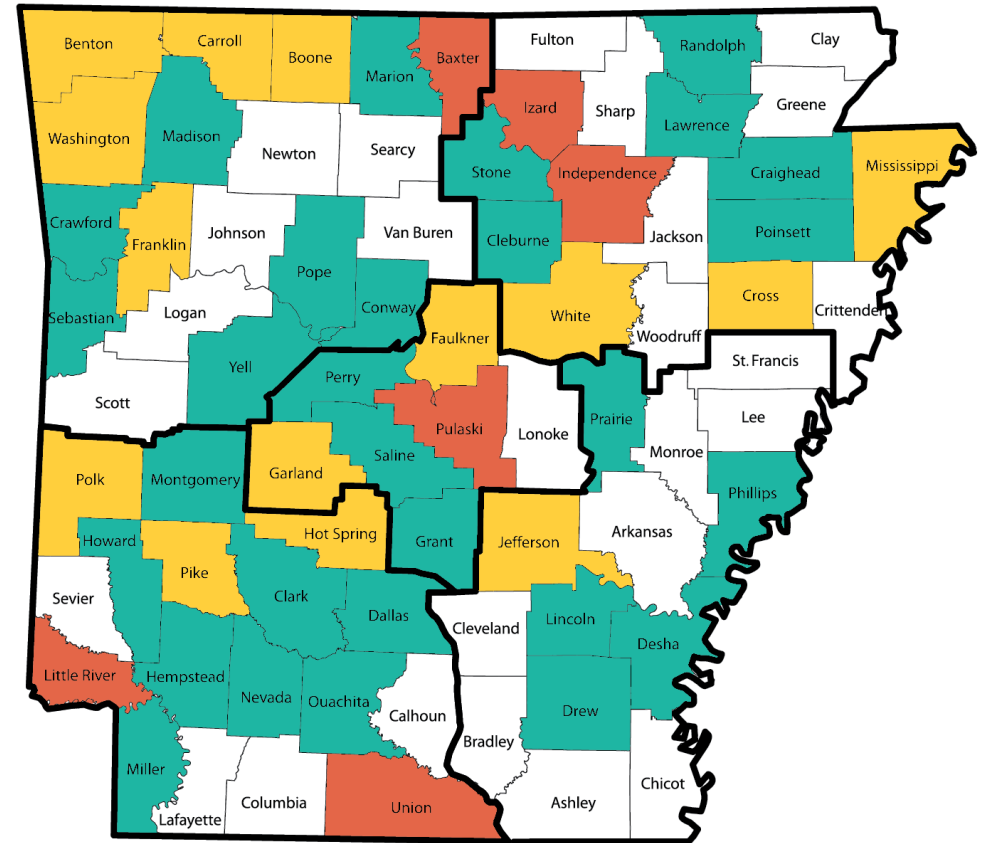 Benton
Carroll
Boone
Marion
Baxter
Fulton
Randolph
Clay
Izard
Sharp
Greene
Lawrence
Washington
Madison
Newton
Searcy
Stone
Independence
Craighead
Mississippi
Crawford
Franklin
Johnson
Van Buren
Cleburne
Jackson
Poinsett
Pope
Conway
Sebastian
Logan
White
Cross
Crittenden
Faulkner
Woodruff
Yell
Perry
St. Francis
Scott
Pulaski
Lonoke
Prairie
Lee
Monroe
Saline
Garland
Polk
Montgomery
Phillips
Howard
Hot Spring
Grant
Jefferson
Arkansas
Pike
Sevier
Clark
Dallas
Cleveland
Lincoln
Desha
Little River
Hempstead
Nevada
Ouachita
Calhoun
Drew
Bradley
Miller
Lafayette
Columbia
Union
Ashley
Chicot